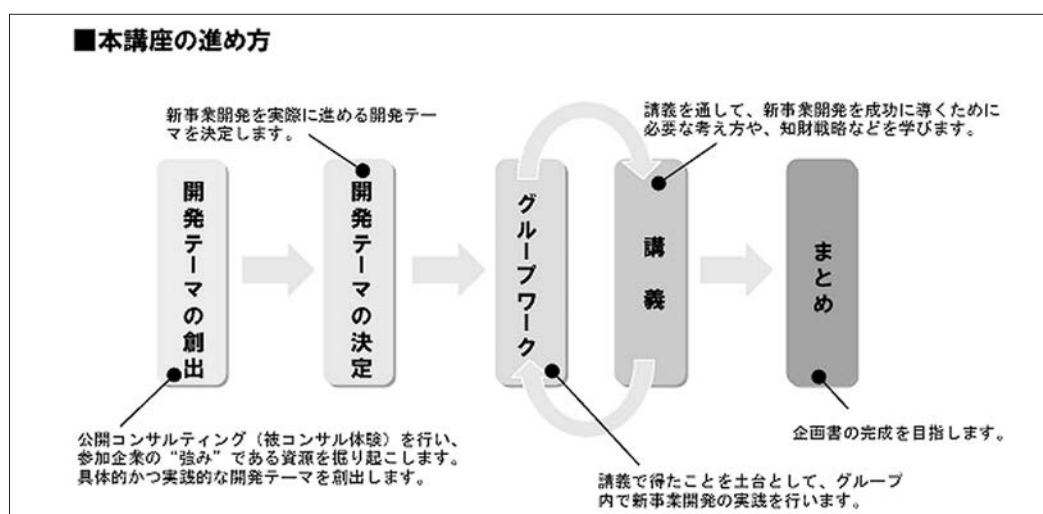 ■本講座の進め方
新事業開発を実際に進める開発テー
マを決定します。
講義を通して、新事業開発を成功に導くために
必要な考え方や、知財戦略などを学びます。
開発テーマの創出
開発テーマの決定
グループワーク
講義
まとめ
公開コンサルティング（被コンサル体験）を行い、
参加企業の“強み”である資源を掘り起こします。
具体的かつ実践的な開発テーマを創出します。
企画書の完成を目指します。
講義で得たことを土台として、グループ
内で新事業開発の実践を行います。